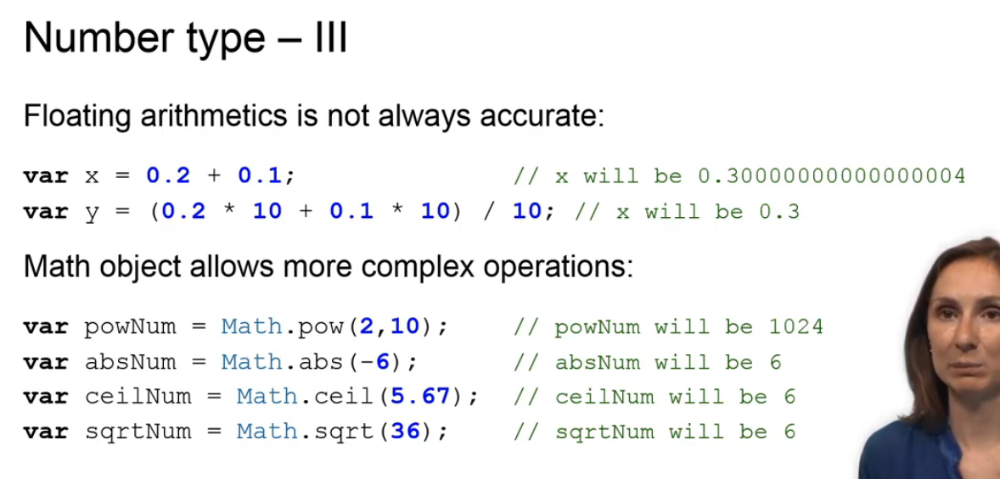 Number type – III
Floating arithmetics is not always accurate:
var x = 0.2 + 0.1; // x will be 0.30000000000000004
var y = (0.2 * 10 + 0.1 * 10) / 10; // x will be 0.3
Math object allows more complex operations:
var powNum = Math.pow(2,10); // powNum will be 1024
var absNum = Math.abs(-6); // absNum will be 6
var ceilNum = Math.ceil(5.67); // ceilNum will be 6
var sqrtNum = Math.sqrt(36); // sqrtNum will be 6